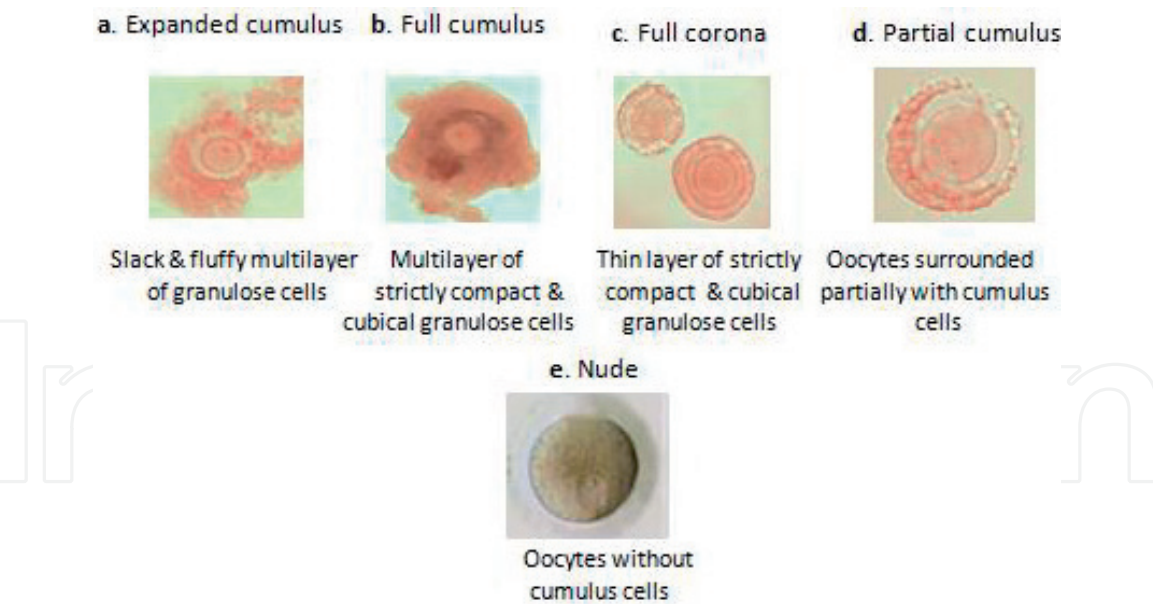 a. Expanded cumulus
b. Full cumulus
c. Full corona
d. Partial cumulus
Slack & fluffy multilayer
of granulose cells
Multilayer of
strictly compact &
cubical granulose cells
Thin layer of strictly
compact & cubical
granulose cells
Oocytes surrounded
partially with cumulus
cells
e. Nude
Oocytes without
cumulus cells